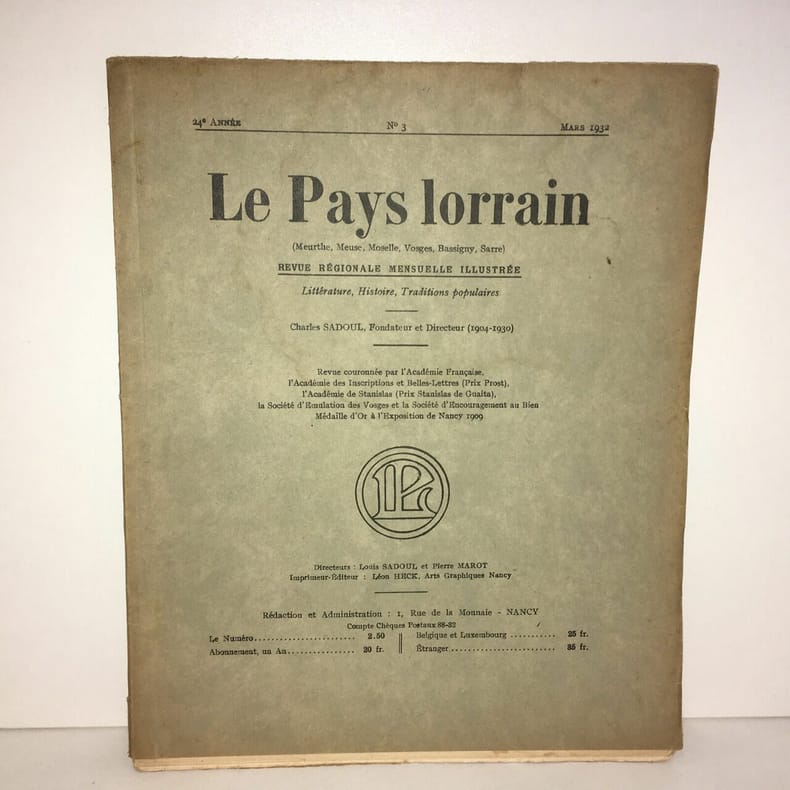 24e ANNÉE No 3 MARS 1932
Le Pays lorrain
(Meurthe, Meuse, Moselle, Vosges, Bassigny, Sarre)
REVUE RÉGIONALE MENSUELLE ILLUSTRÉE
Littérature, Histoire, Traditions populaires
Charles SADOUL, Fondateur et Directeur (1904-1930)
Revue couronnée par l'Académie Française,
l'Académie des Inscriptions et Belles-Lettres (Prix Prost),
l'Académie de Stanislas (Prix Stanislas de Guaita),
la Société d'Emulation des Vosges et la Société d'Encouragement au Bien
Médaille d'Or à l'Exposition de Nancy 1909
LPL
Directeurs : Louis SADOUL et Pierre MAROT
Imprimeur-Éditeur : Léon HECK, Arts Graphiques Nancy
Rédaction et Administration : 1, Rue de la Monnaie - NANCY
Compte Chèques Postaux 88-32
Le Numéro........................ 2.50 Belgique et Luxembourg ........... 25 fr.
Abonnement, un An................ 20 fr. Étranger......................... 35 fr.